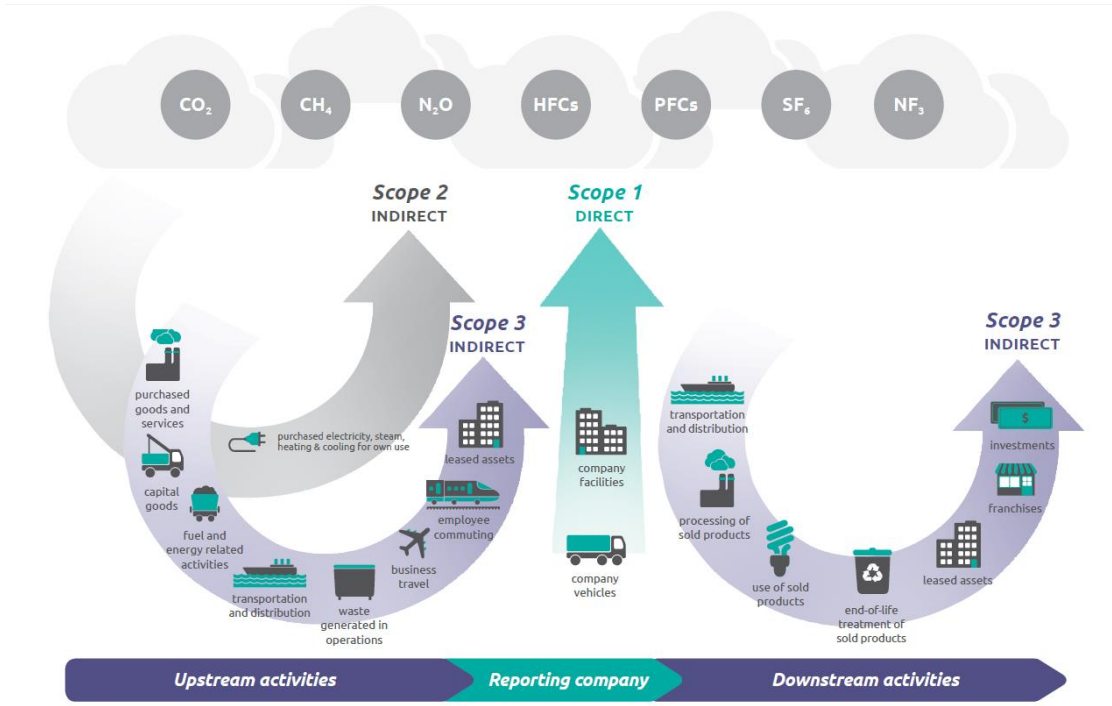 CO₂
CH₄
N₂O
HFCs
PFCs
SF₆
NF₃
Scope 2
INDIRECT
Scope 1
DIRECT
Scope 3
INDIRECT
Scope 3
INDIRECT
purchased
goods and
services
capital
goods
fuel and
energy related
activities
transportation
and distribution
waste
generated in
operations
business
travel
employee
commuting
leased assets
purchased electricity, steam,
heating & cooling for own use
company
facilities
company
vehicles
transportation
and distribution
processing of
sold products
use of sold
products
end-of-life
treatment of
sold products
leased assets
franchises
$
investments
Upstream activities
Reporting company
Downstream activities